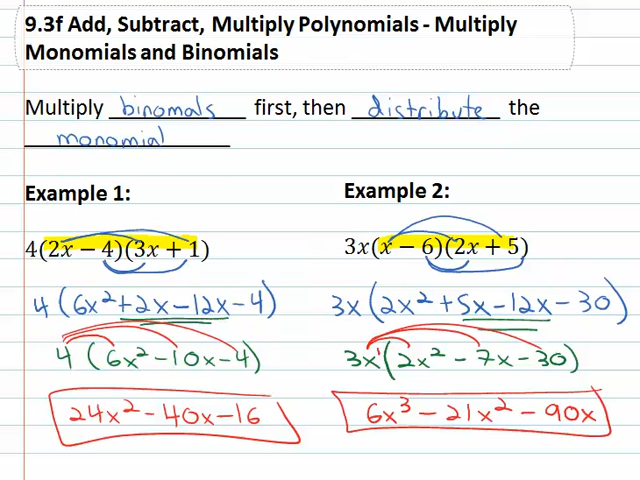 9.3f Add, Subtract, Multiply Polynomials - Multiply
Monomials and Binomials
Multiply binomals first, then distribute the
monomial
Example 1:
4(2x − 4)(3x + 1)
4(6x² + 2x − 12x − 4)
4(6x² − 10x − 4)
24x² − 40x − 16
Example 2:
3x(x − 6)(2x + 5)
3x(2x² + 5x − 12x − 30)
3x¹(2x² − 7x − 30)
6x³ − 21x² − 90x